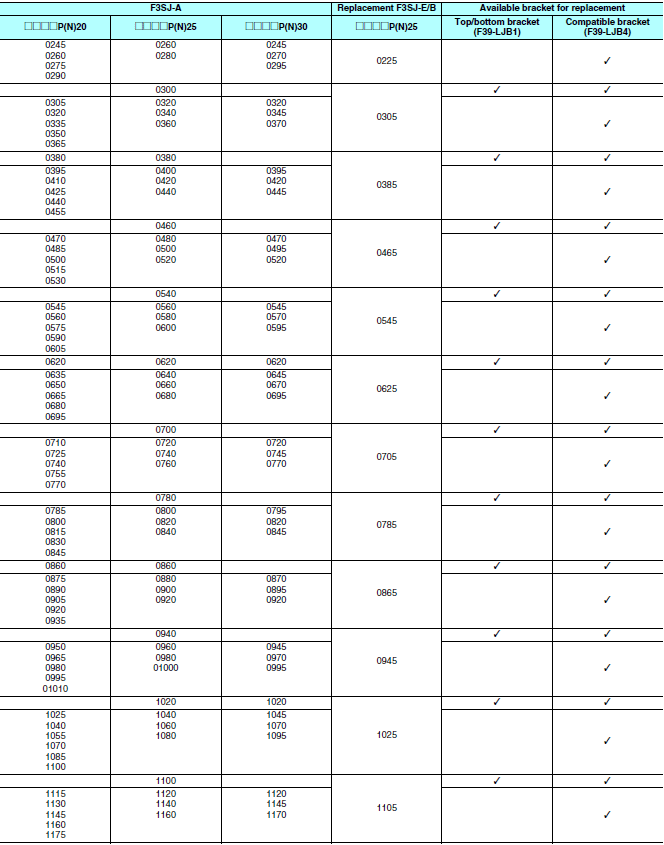 F3SJ-A Replacement F3SJ-E/B Available bracket for replacement
□□□□P(N)20 □□□□P(N)25 □□□□P(N)30 □□□□P(N)25 Top/bottom bracket (F39-LJB1) Compatible bracket (F39-LJB4)
0245 0260 0245
0260 0280 0270
0275 0295 0225 ✓
0290
0300 ✓ ✓
0305 0320 0320 0305
0320 0340 0345
0335 0360 0370 ✓
0350
0365
0380 0380 ✓ ✓
0395 0400 0395
0410 0420 0420 0385
0425 0440 0445 ✓
0440
0455
0460 ✓ ✓
0470 0480 0470
0485 0500 0495 0465
0500 0520 0520 ✓
0515
0530
0540 ✓ ✓
0545 0560 0545
0560 0580 0570 0545
0575 0600 0595 ✓
0590
0605
0620 0620 0620 ✓ ✓
0635 0640 0645
0650 0660 0670 0625
0665 0680 0695 ✓
0680
0695
0700 ✓ ✓
0710 0720 0720
0725 0740 0745 0705
0740 0760 0770 ✓
0755
0770
0780 ✓ ✓
0785 0800 0795
0800 0820 0820 0785
0815 0840 0845 ✓
0830
0845
0860 0860 ✓ ✓
0875 0880 0870
0890 0900 0895 0865
0905 0920 0920 ✓
0920
0935
0940 ✓ ✓
0950 0960 0945
0965 0980 0970 0945
0980 01000 0995 ✓
0995
01010
1020 1020 ✓ ✓
1025 1040 1045
1040 1060 1070
1055 1080 1095 1025 ✓
1070
1085
1100
1100 ✓ ✓
1115 1120 1120
1130 1140 1145 1105
1145 1160 1170 ✓
1160
1175